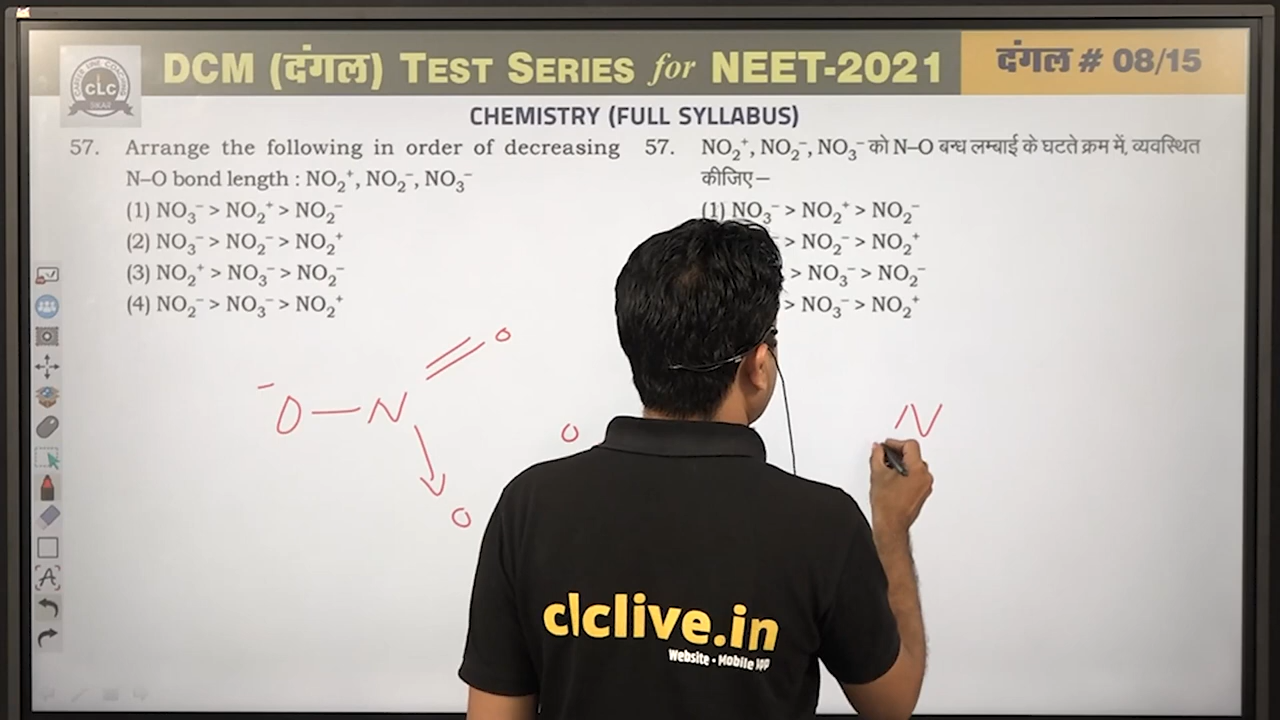 DCM (दंगल) TEST SERIES for NEET-2021
दंगल # 08/15
CLC
SIKAR
CHEMISTRY (FULL SYLLABUS)
57. Arrange the following in order of decreasing
N–O bond length : NO₂⁺, NO₂⁻, NO₃⁻
(1) NO₃⁻ > NO₂⁺ > NO₂⁻
(2) NO₃⁻ > NO₂⁻ > NO₂⁺
(3) NO₂⁺ > NO₃⁻ > NO₂⁻
(4) NO₂⁻ > NO₃⁻ > NO₂⁺
57. NO₂⁺, NO₂⁻, NO₃⁻ को N–O बन्ध लम्बाई के घटते क्रम में, व्यवस्थित
कीजिए –
(1) NO₃⁻ > NO₂⁺ > NO₂⁻
> NO₂⁻ > NO₂⁺
> NO₃⁻ > NO₂⁻
> NO₃⁻ > NO₂⁺
O
⁻O — N
O
O
N
A
clclive.in
Website • Mobile App